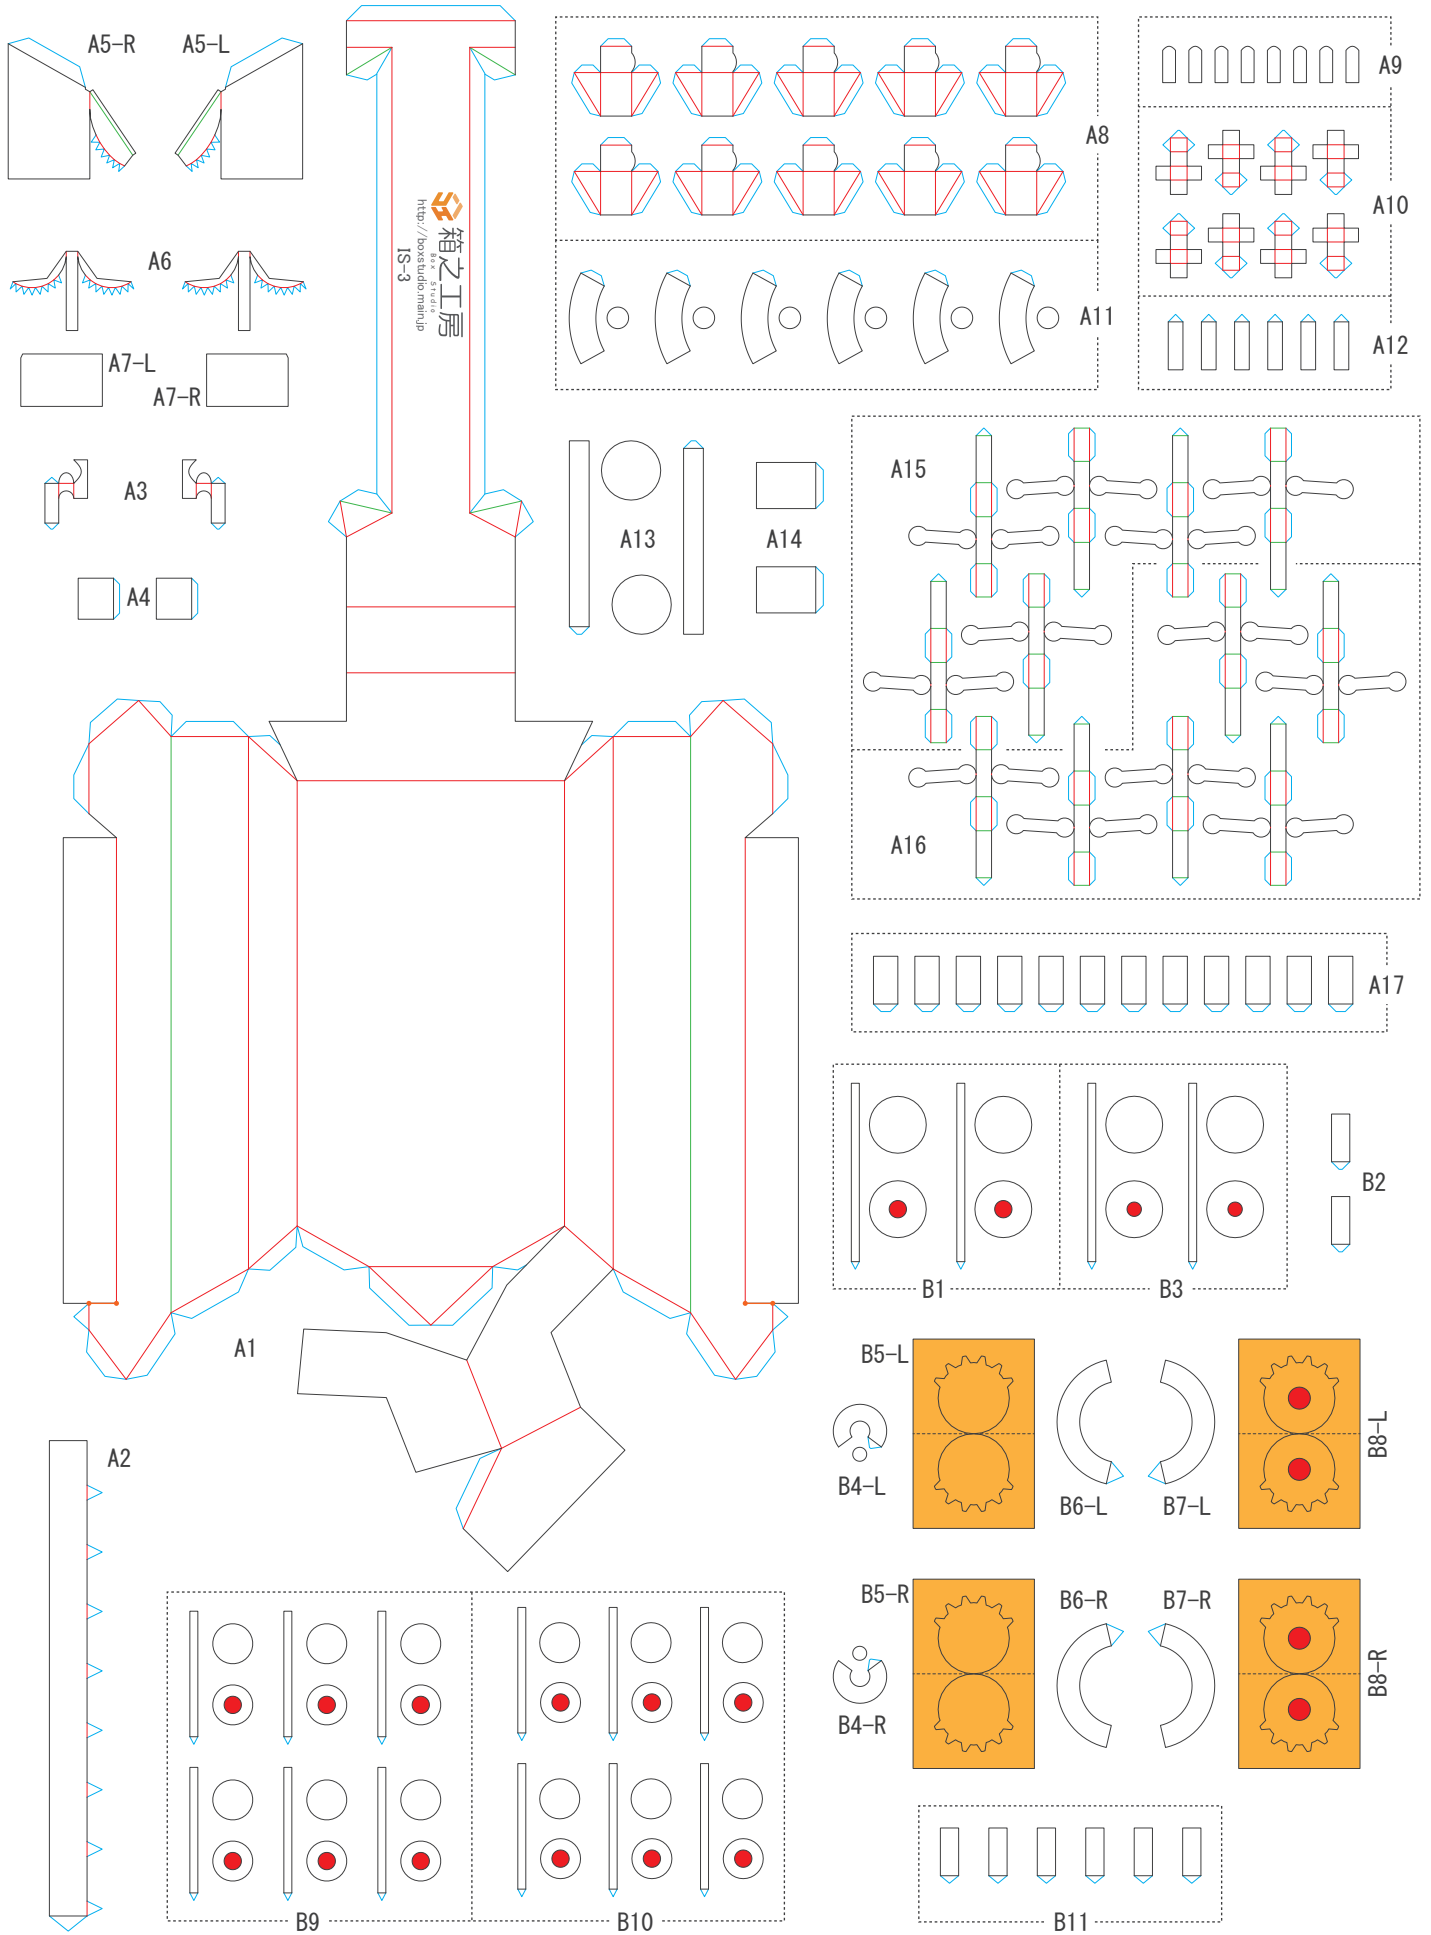 A5-R
A5-L
A6
A7-L
A7-R
A3
A4
箱之工房
Box Studio
http://boxstudio.main.jp
IS-3
A8
A11
A9
A10
A12
A13
A14
A15
A16
A17
B1
B3
B2
A1
A2
B5-L
B4-L
B6-L
B7-L
B8-L
B5-R
B6-R
B7-R
B4-R
B8-R
B9
B10
B11